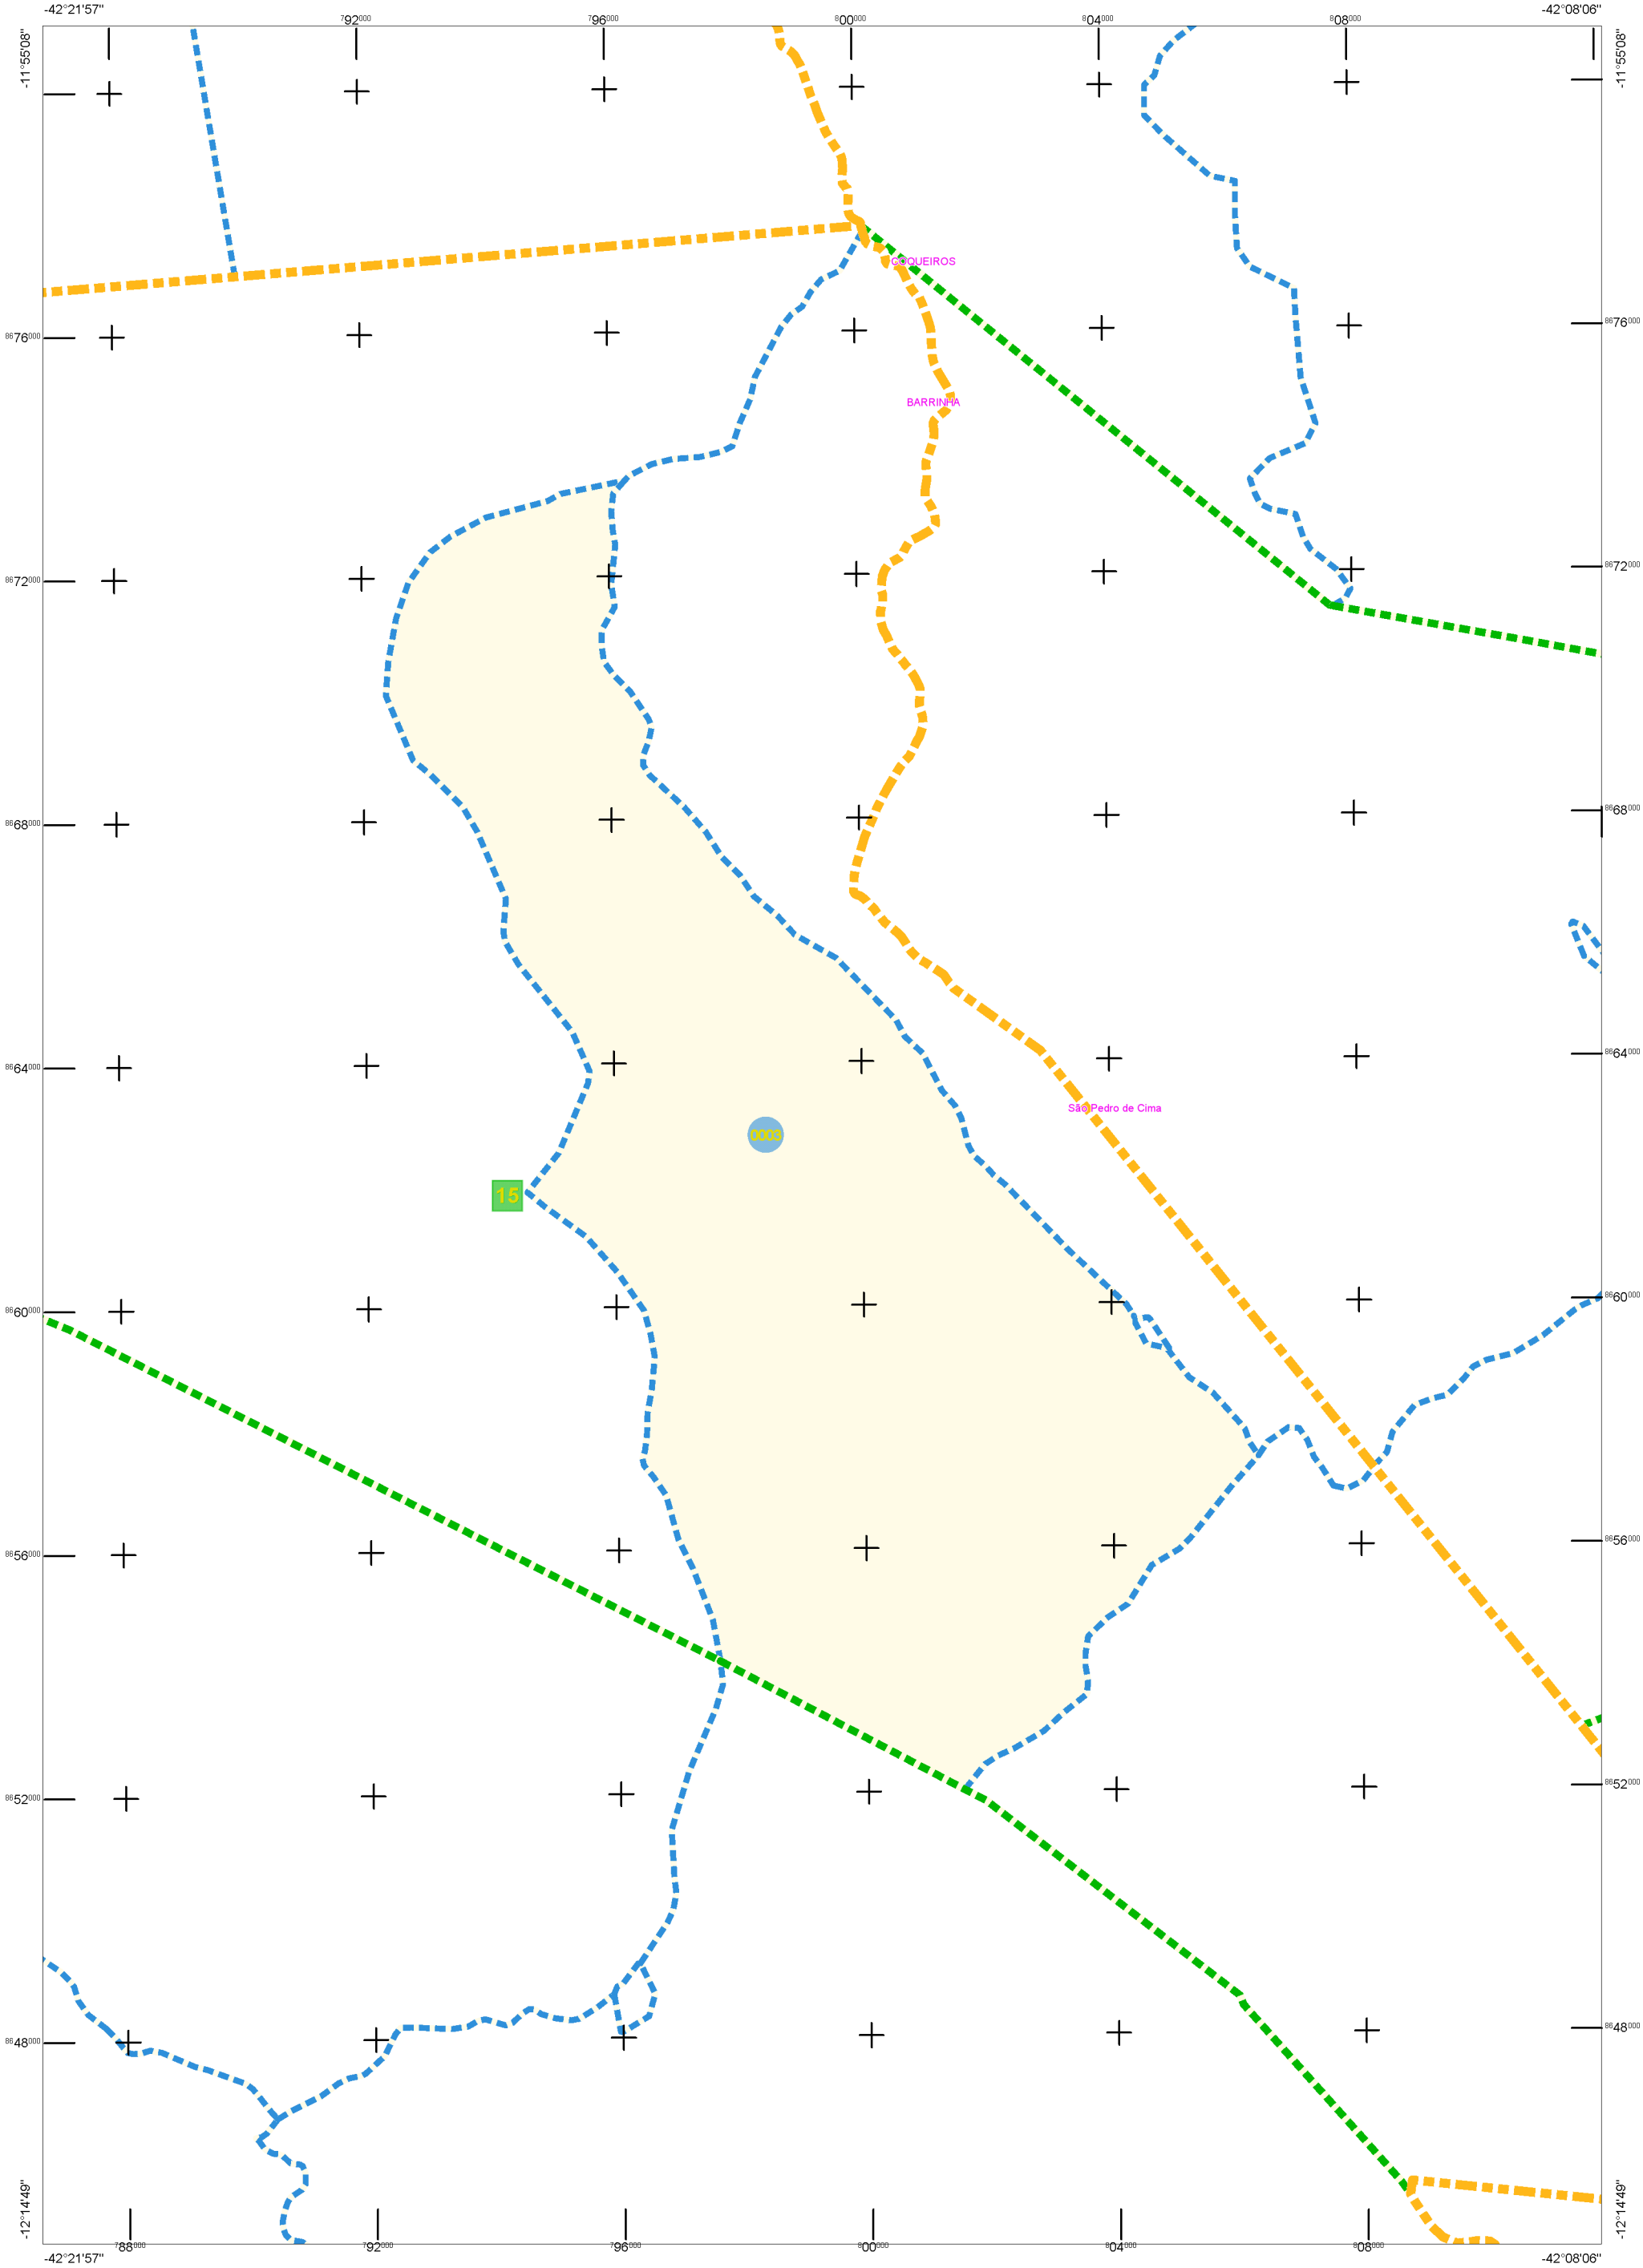 -42°21'57" 792000 796000 800000 804000 808000 -42°08'06"
-11°55'08" -11°55'08"
COQUEIROS
8676000 8676000
BARRINHA
8672000 8672000
8668000 8668000
8664000 8664000
São Pedro de Cima
0003
15
8660000 8660000
8656000 8656000
8652000 8652000
8648000 8648000
-12°14'49" -12°14'49"
788000 792000 796000 800000 804000 808000
-42°21'57" -42°08'06"